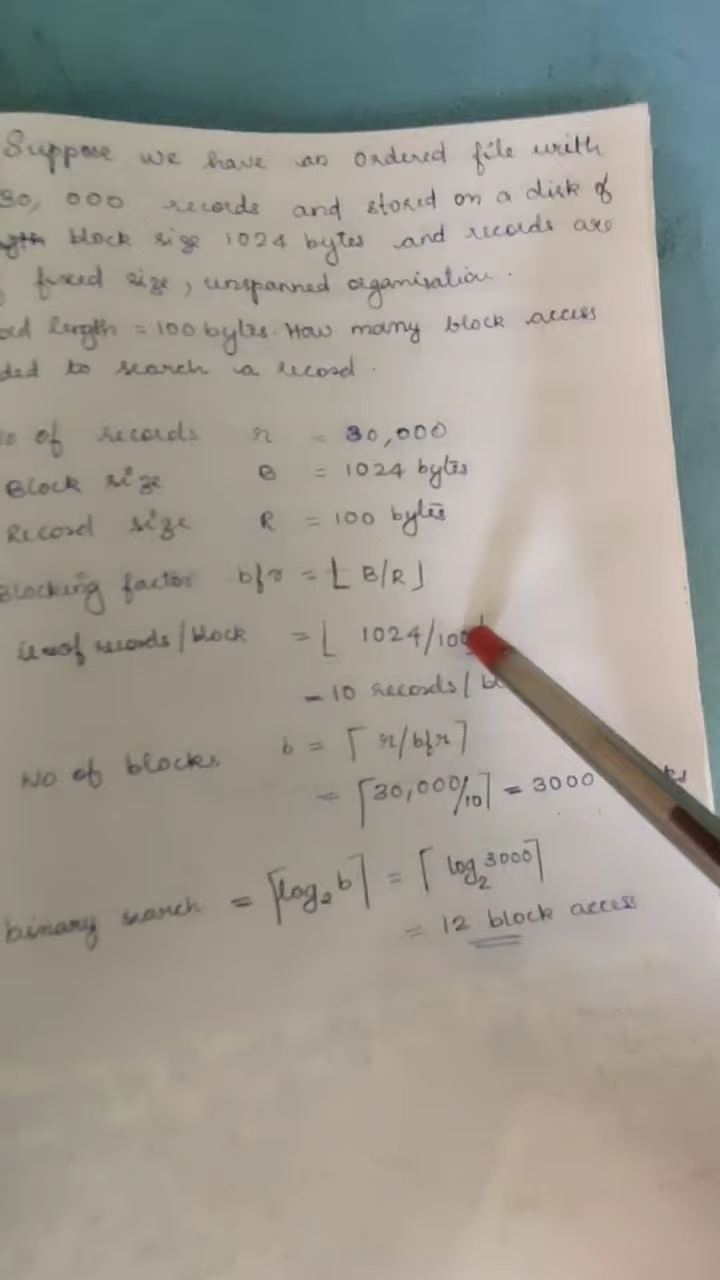 Suppose we have an ordered file with
30,000 records and stored on a disk of
block size 1024 bytes and records are
fixed size, unspanned organisation.
length = 100 bytes. How many block access
ded to search a record.
of records r = 30,000
Block size B = 1024 bytes
Record size R = 100 bytes
Blocking factor bfr = ⌊ B/R ⌋
ie no of records/block = ⌊ 1024/100
= 10 records/
No of blocks b = ⌈ r/bfr ⌉
= ⌈30,000/10⌉ = 3000
binary search = ⌈log₂ b⌉ = ⌈ log₂ 3000⌉
= 12 block access